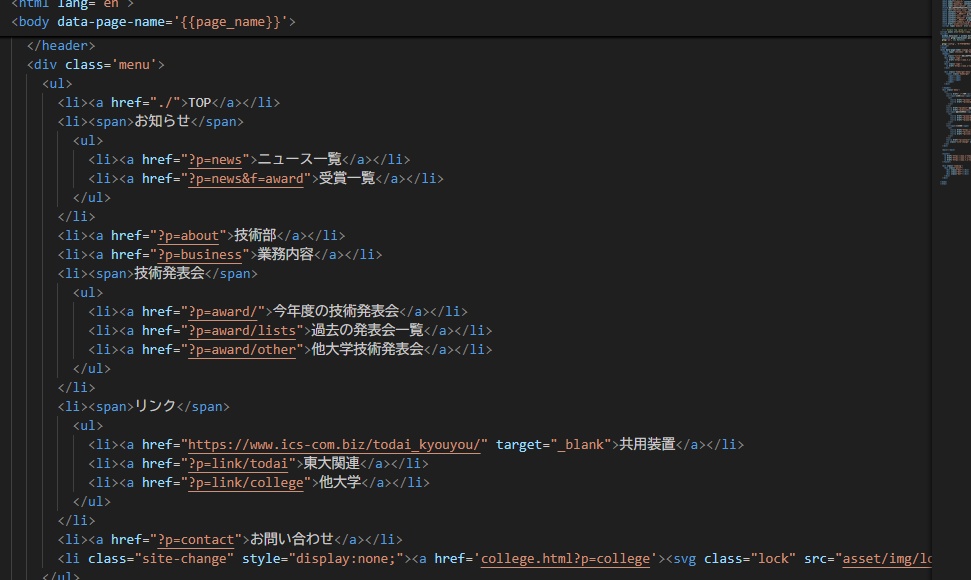 <html lang="en">
<body data-page-name='{{page_name}}'>
</header>
<div class='menu'>
<ul>
<li><a href="./">TOP</a></li>
<li><span>お知らせ</span>
<ul>
<li><a href="?p=news">ニュース一覧</a></li>
<li><a href="?p=news&f=award">受賞一覧</a></li>
</ul>
</li>
<li><a href="?p=about">技術部</a></li>
<li><a href="?p=business">業務内容</a></li>
<li><span>技術発表会</span>
<ul>
<li><a href="?p=award/">今年度の技術発表会</a></li>
<li><a href="?p=award/lists">過去の発表会一覧</a></li>
<li><a href="?p=award/other">他大学技術発表会</a></li>
</ul>
</li>
<li><span>リンク</span>
<ul>
<li><a href="https://www.ics-com.biz/todai_kyouyou/" target="_blank">共用装置</a></li>
<li><a href="?p=link/todai">東大関連</a></li>
<li><a href="?p=link/college">他大学</a></li>
</ul>
</li>
<li><a href="?p=contact">お問い合わせ</a></li>
<li class="site-change" style="display:none;"><a href='college.html?p=college'><svg class="lock" src="asset/img/lo
</ul>